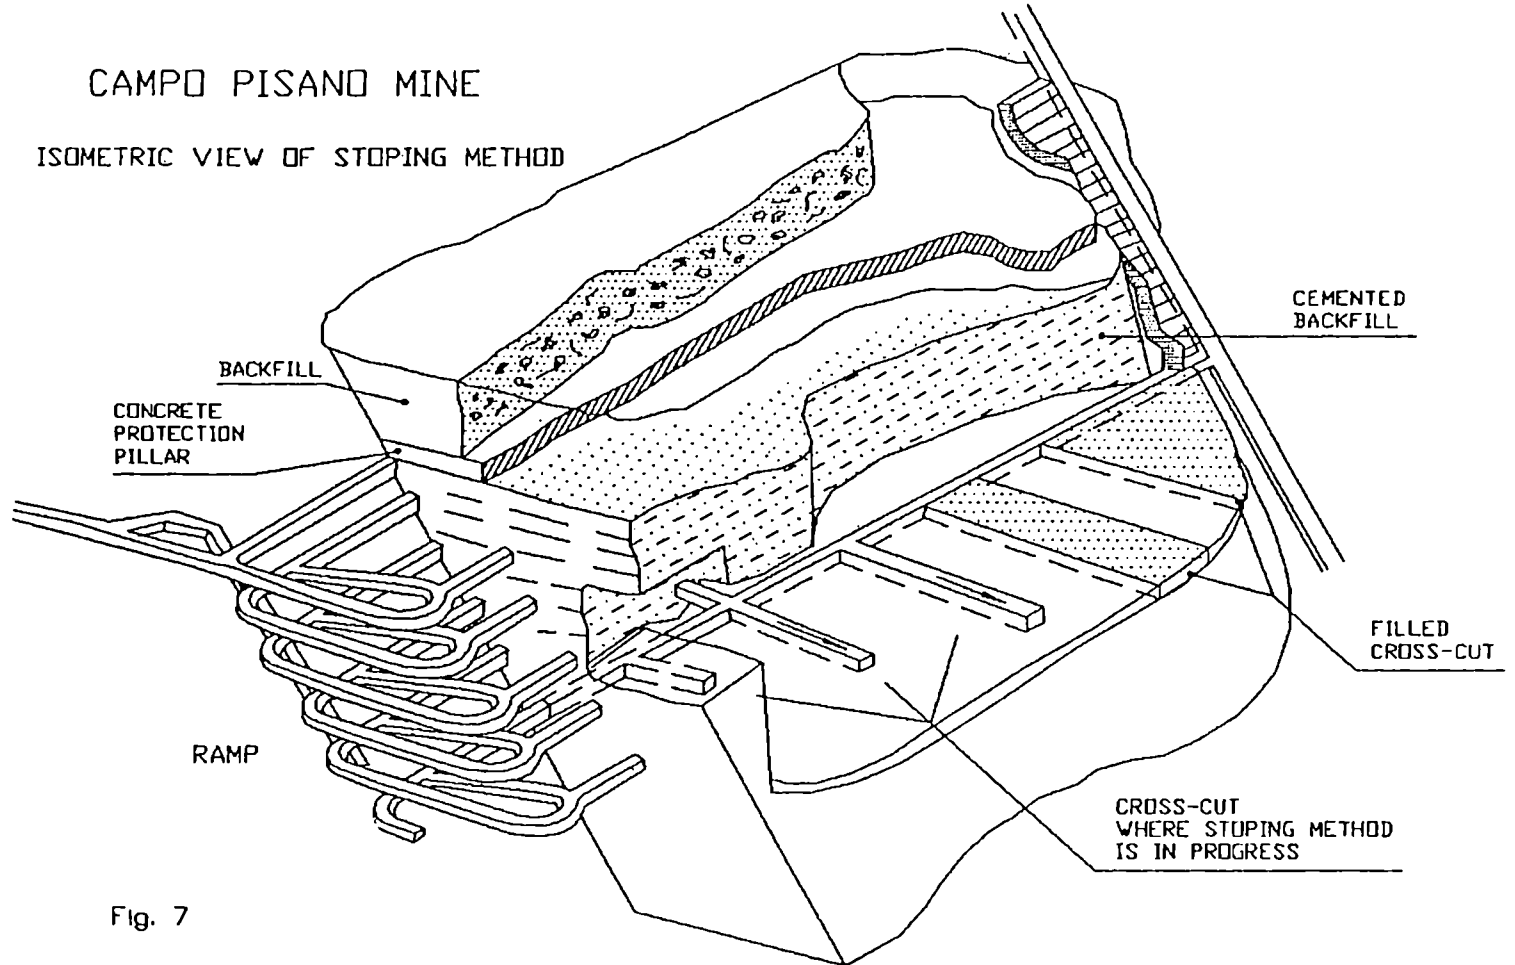 CAMPO PISANO MINE
ISOMETRIC VIEW OF STOPING METHOD
CEMENTED
BACKFILL
BACKFILL
CONCRETE
PROTECTION
PILLAR
FILLED
CROSS-CUT
RAMP
CROSS-CUT
WHERE STOPING METHOD
IS IN PROGRESS
Fig. 7